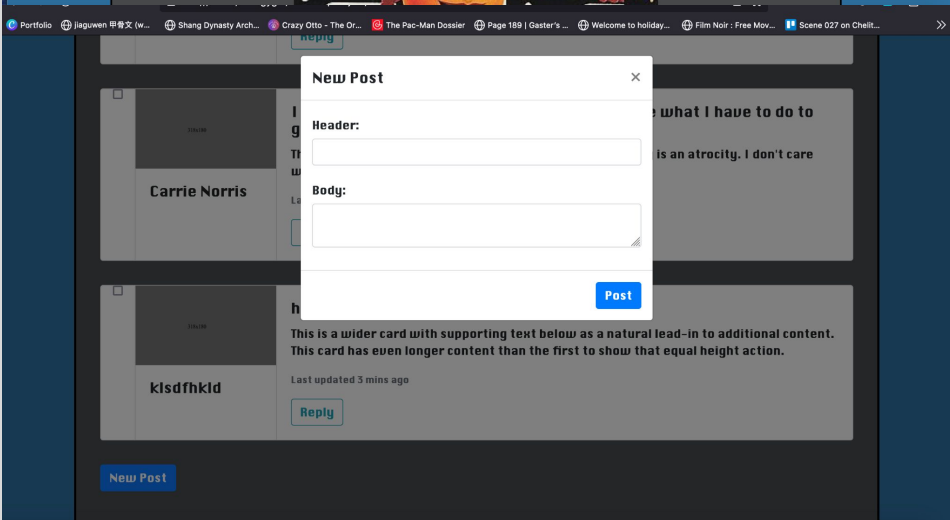 Portfolio jiaguwen 甲骨文 (w... Shang Dynasty Arch... Crazy Otto - The Or... The Pac-Man Dossier Page 189 | Gaster's ... Welcome to holiday... Film Noir : Free Mov... Scene 027 on Chelit...
Reply
New Post ×
Header:
Body:
Post
I
what I have to do to
g
is an atrocity. I don't care
Carrie Norris
h
This is a wider card with supporting text below as a natural lead-in to additional content.
This card has even longer content than the first to show that equal height action.
klsdfhkld
Last updated 3 mins ago
Reply
New Post